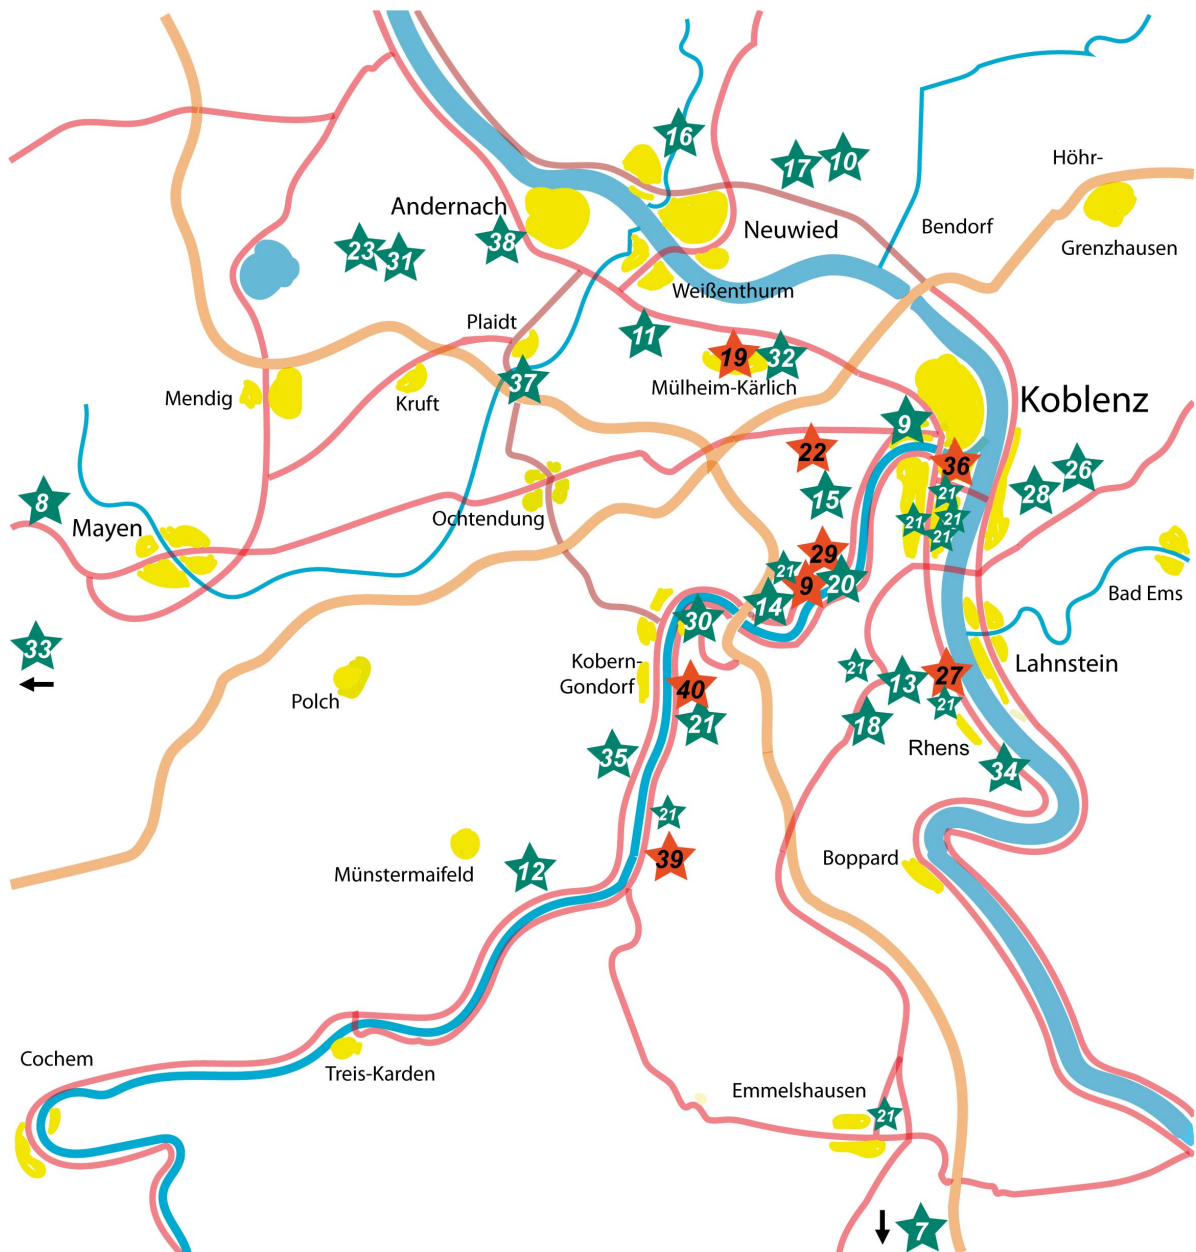 16
17
10
Höhr-
Andernach
38
Neuwied
Bendorf
Grenzhausen
23
31
Weißenthurm
Plaidt
11
19
32
Mülheim-Kärlich
37
Mendig
Kruft
Koblenz
9
22
36
26
28
8
15
21
Mayen
Ochtendung
21
21
21
29
21
9
20
14
Bad Ems
30
33
Kobern-
Gondorf
Lahnstein
21
13
27
40
Polch
21
21
18
Rhens
35
34
21
39
Boppard
12
Münstermaifeld
Cochem
Treis-Karden
Emmelshausen
21
7